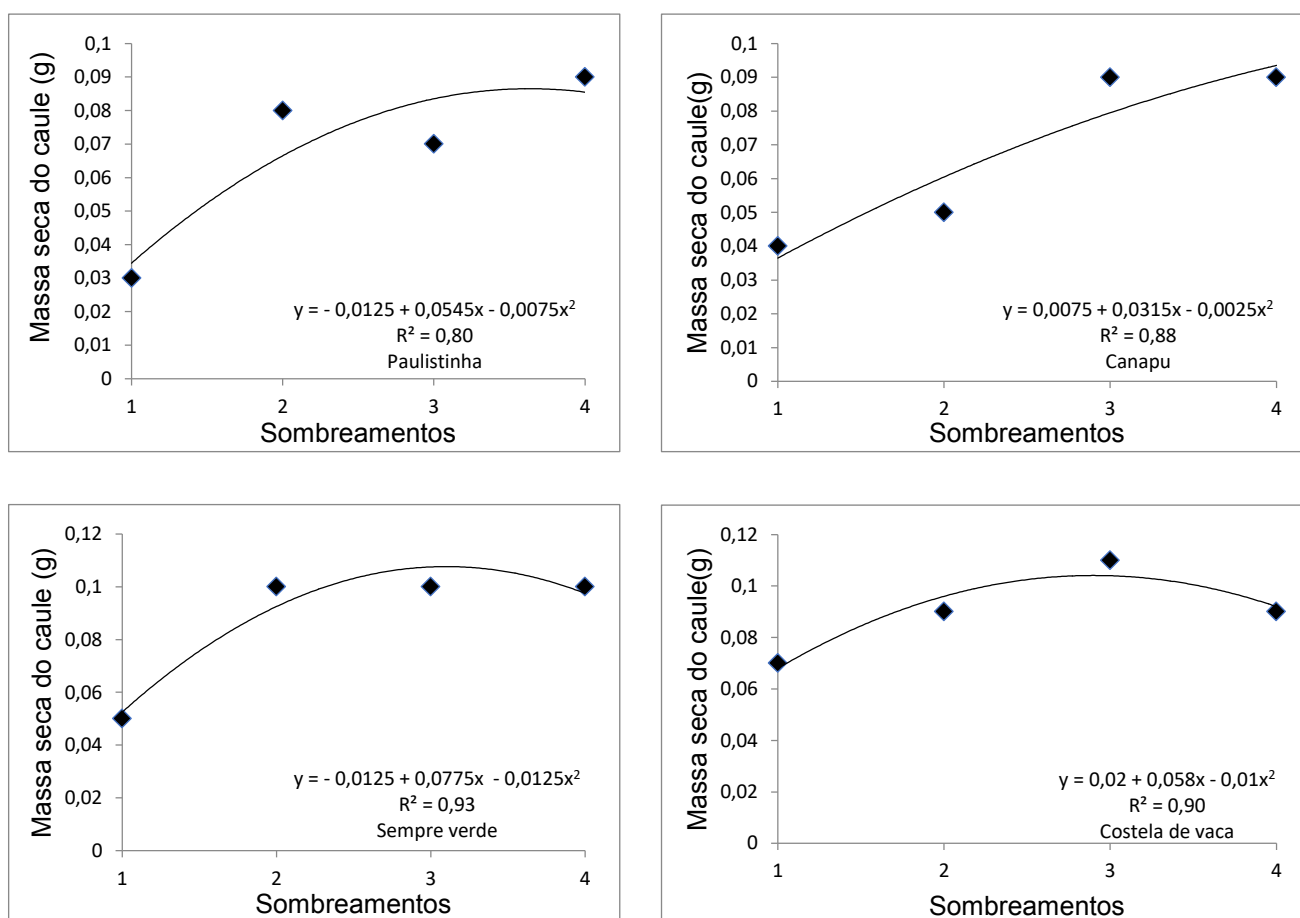 Massa seca do caule (g)
0,1
0,09
0,08
0,07
0,06
0,05
0,04
0,03
0,02
0,01
0
y = - 0,0125 + 0,0545x - 0,0075x²
R² = 0,80
Paulistinha
1 2 3 4
Sombreamentos
Massa seca do caule(g)
0,1
0,09
0,08
0,07
0,06
0,05
0,04
0,03
0,02
0,01
0
y = 0,0075 + 0,0315x - 0,0025x²
R² = 0,88
Canapu
1 2 3 4
Sombreamentos
Massa seca do caule (g)
0,12
0,1
0,08
0,06
0,04
0,02
0
y = - 0,0125 + 0,0775x - 0,0125x²
R² = 0,93
Sempre verde
1 2 3 4
Sombreamentos
Massa seca do caule(g)
0,12
0,1
0,08
0,06
0,04
0,02
0
y = 0,02 + 0,058x - 0,01x²
R² = 0,90
Costela de vaca
1 2 3 4
Sombreamentos